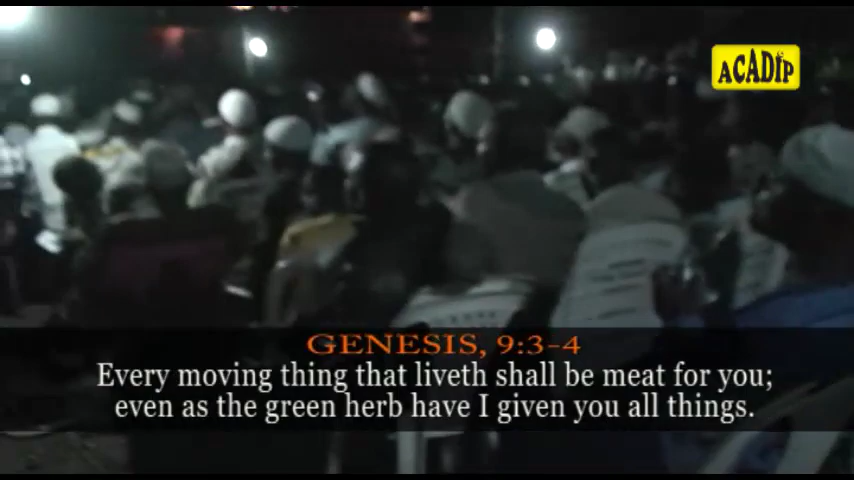 ACADIP
GENESIS, 9:3-4
Every moving thing that liveth shall be meat for you;
even as the green herb have I given you all things.